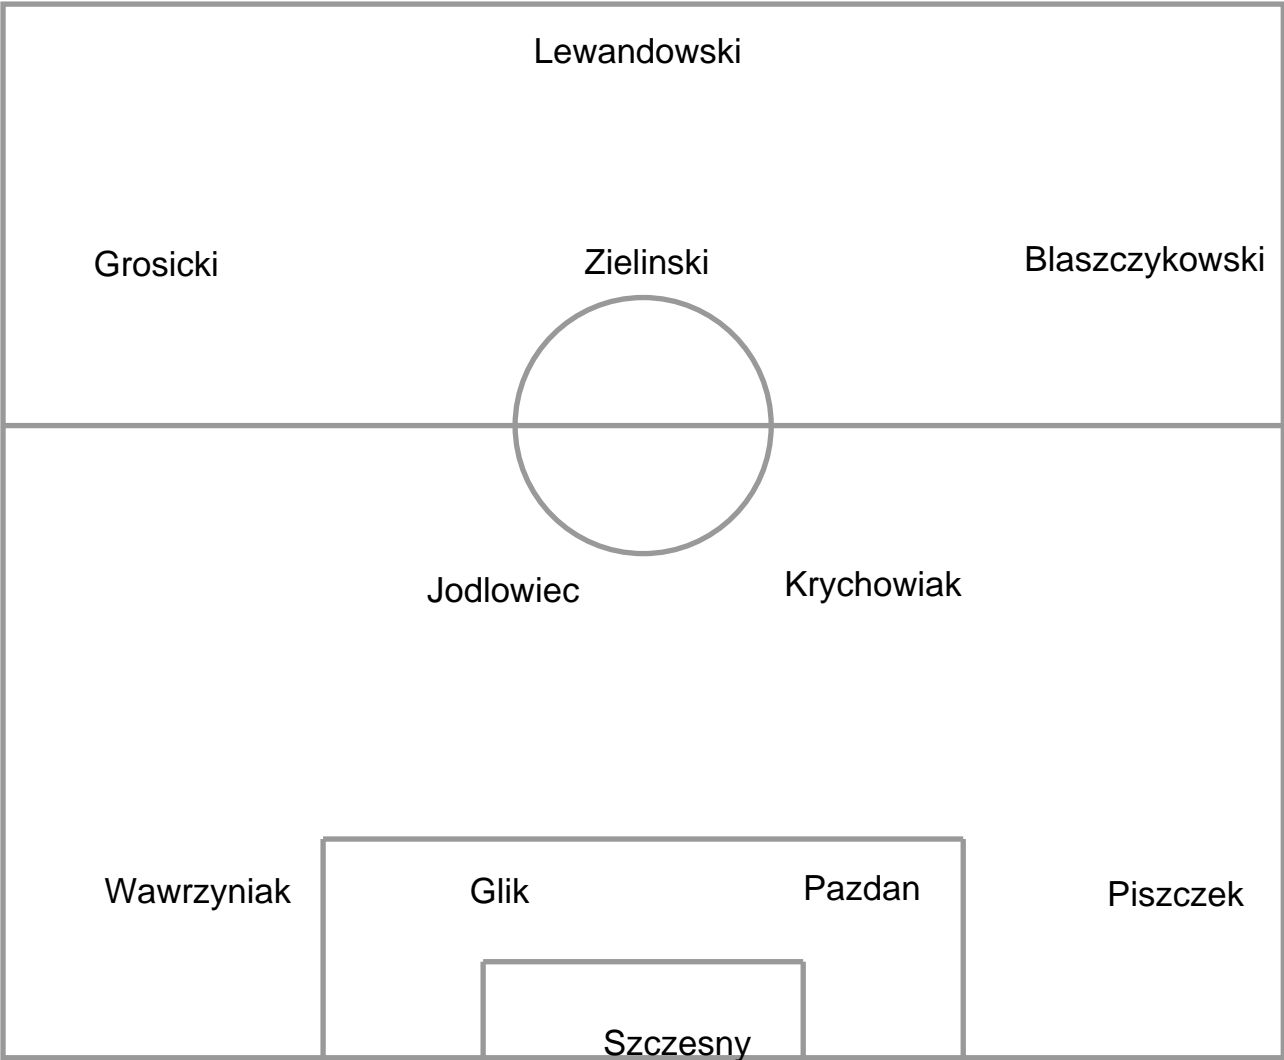 Lewandowski
Grosicki
Zielinski
Blaszczykowski
Jodlowiec
Krychowiak
Wawrzyniak
Glik
Pazdan
Piszczek
Szczesny